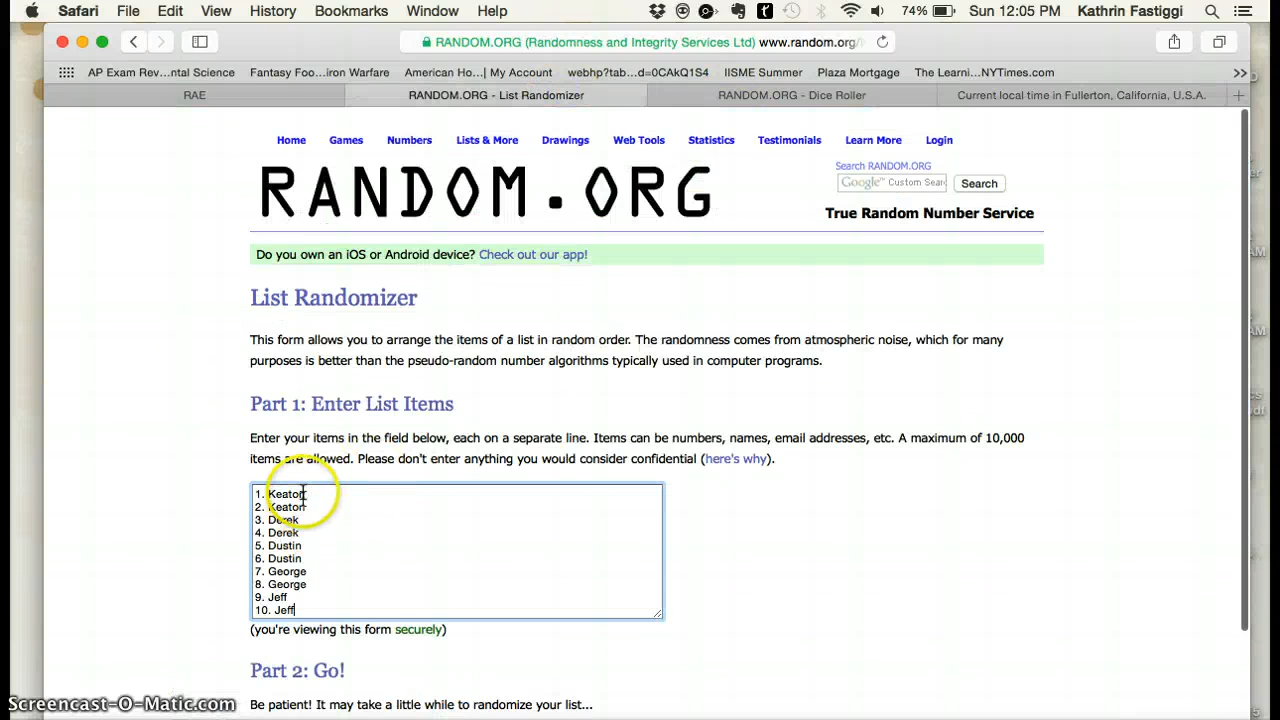 Safari File Edit View History Bookmarks Window Help 74% Sun 12:05 PM Kathrin Fastiggi
RANDOM.ORG (Randomness and Integrity Services Ltd) www.random.org/
AP Exam Rev...ntal Science Fantasy Foo...iron Warfare American Ho...| My Account webhp?tab...d=0CAkQ1S4 IISME Summer Plaza Mortgage The Learni...NYTimes.com
RAE RANDOM.ORG - List Randomizer RANDOM.ORG - Dice Roller Current local time in Fullerton, California, U.S.A.
Home Games Numbers Lists & More Drawings Web Tools Statistics Testimonials Learn More Login
RANDOM.ORG
Search RANDOM.ORG
Google™ Custom Sear Search
True Random Number Service
Do you own an iOS or Android device? Check out our app!
List Randomizer
This form allows you to arrange the items of a list in random order. The randomness comes from atmospheric noise, which for many
purposes is better than the pseudo-random number algorithms typically used in computer programs.
Part 1: Enter List Items
Enter your items in the field below, each on a separate line. Items can be numbers, names, email addresses, etc. A maximum of 10,000
items are allowed. Please don't enter anything you would consider confidential (here's why).
1. Keaton
2. Keaton
3. Derek
4. Derek
5. Dustin
6. Dustin
7. George
8. George
9. Jeff
10. Jeff
(you're viewing this form securely)
Part 2: Go!
Be patient! It may take a little while to randomize your list...
Screencast-O-Matic.com